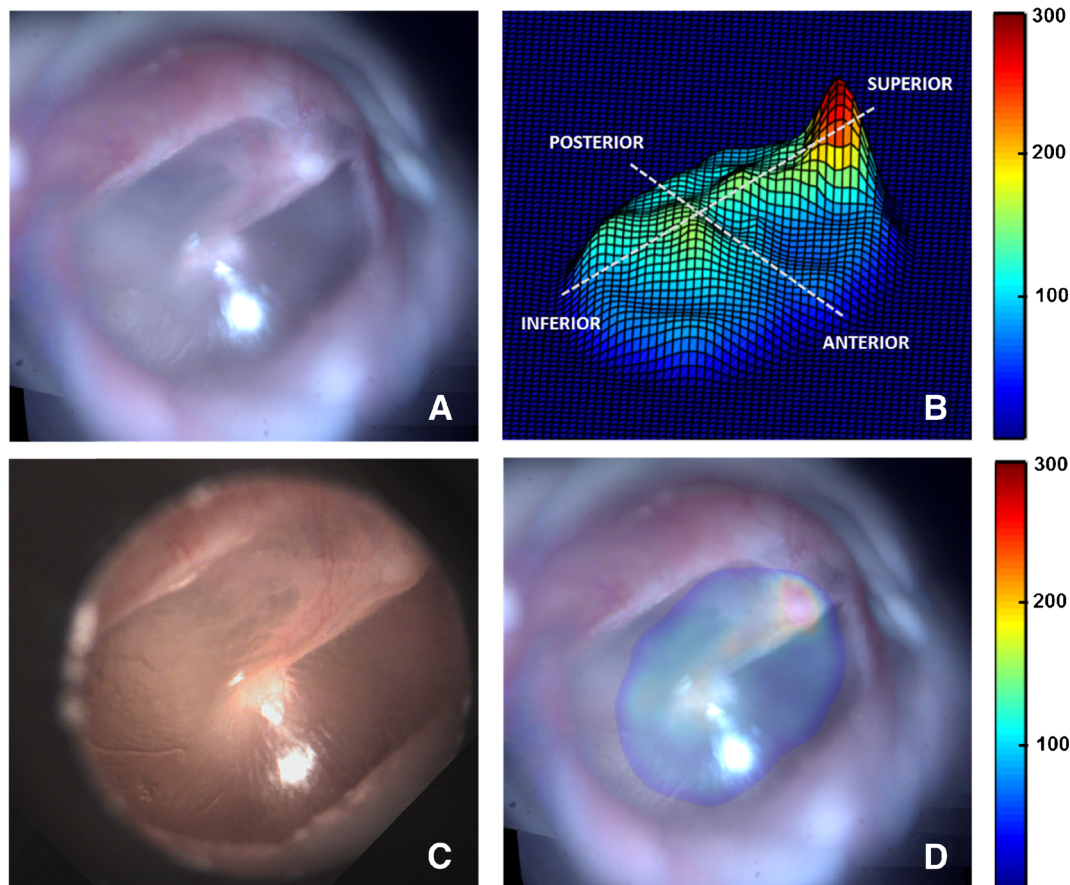 A
SUPERIOR
POSTERIOR
INFERIOR
ANTERIOR
B
300
200
100
C
D
300
200
100